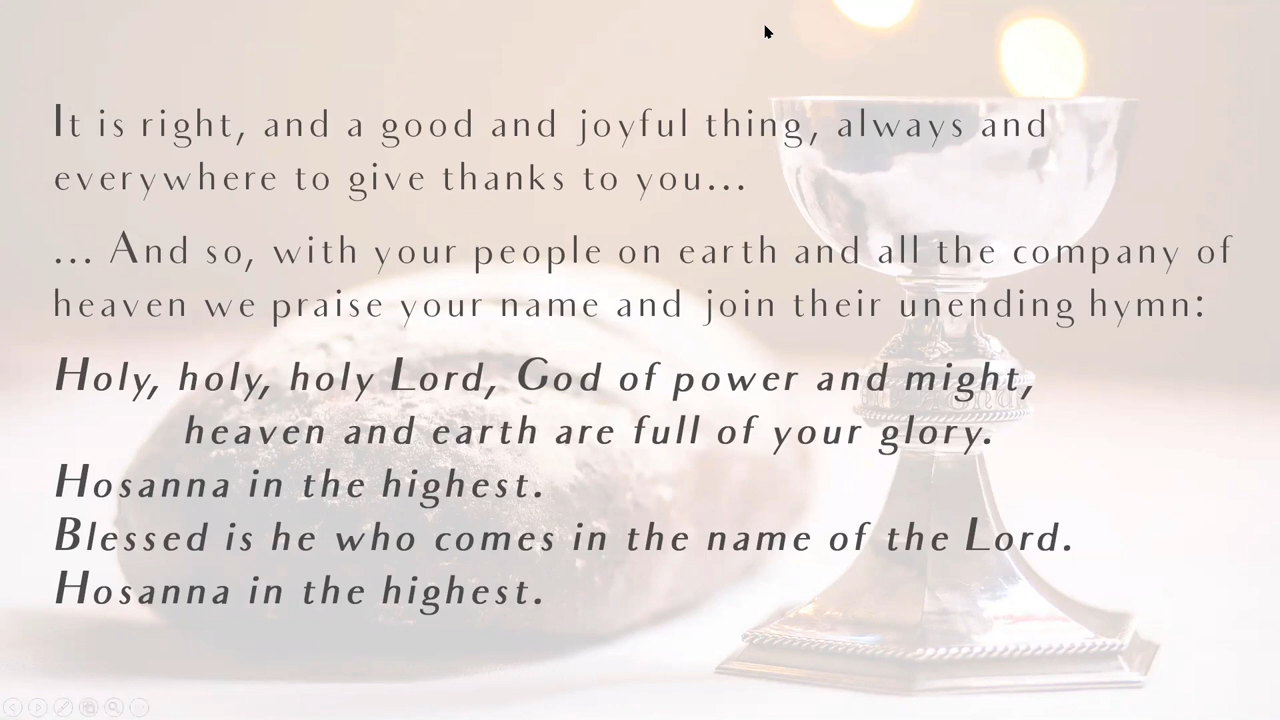 It is right, and a good and joyful thing, always and
everywhere to give thanks to you...
... And so, with your people on earth and all the company of
heaven we praise your name and join their unending hymn:
Holy, holy, holy Lord, God of power and might,
heaven and earth are full of your glory.
Hosanna in the highest.
Blessed is he who comes in the name of the Lord.
Hosanna in the highest.